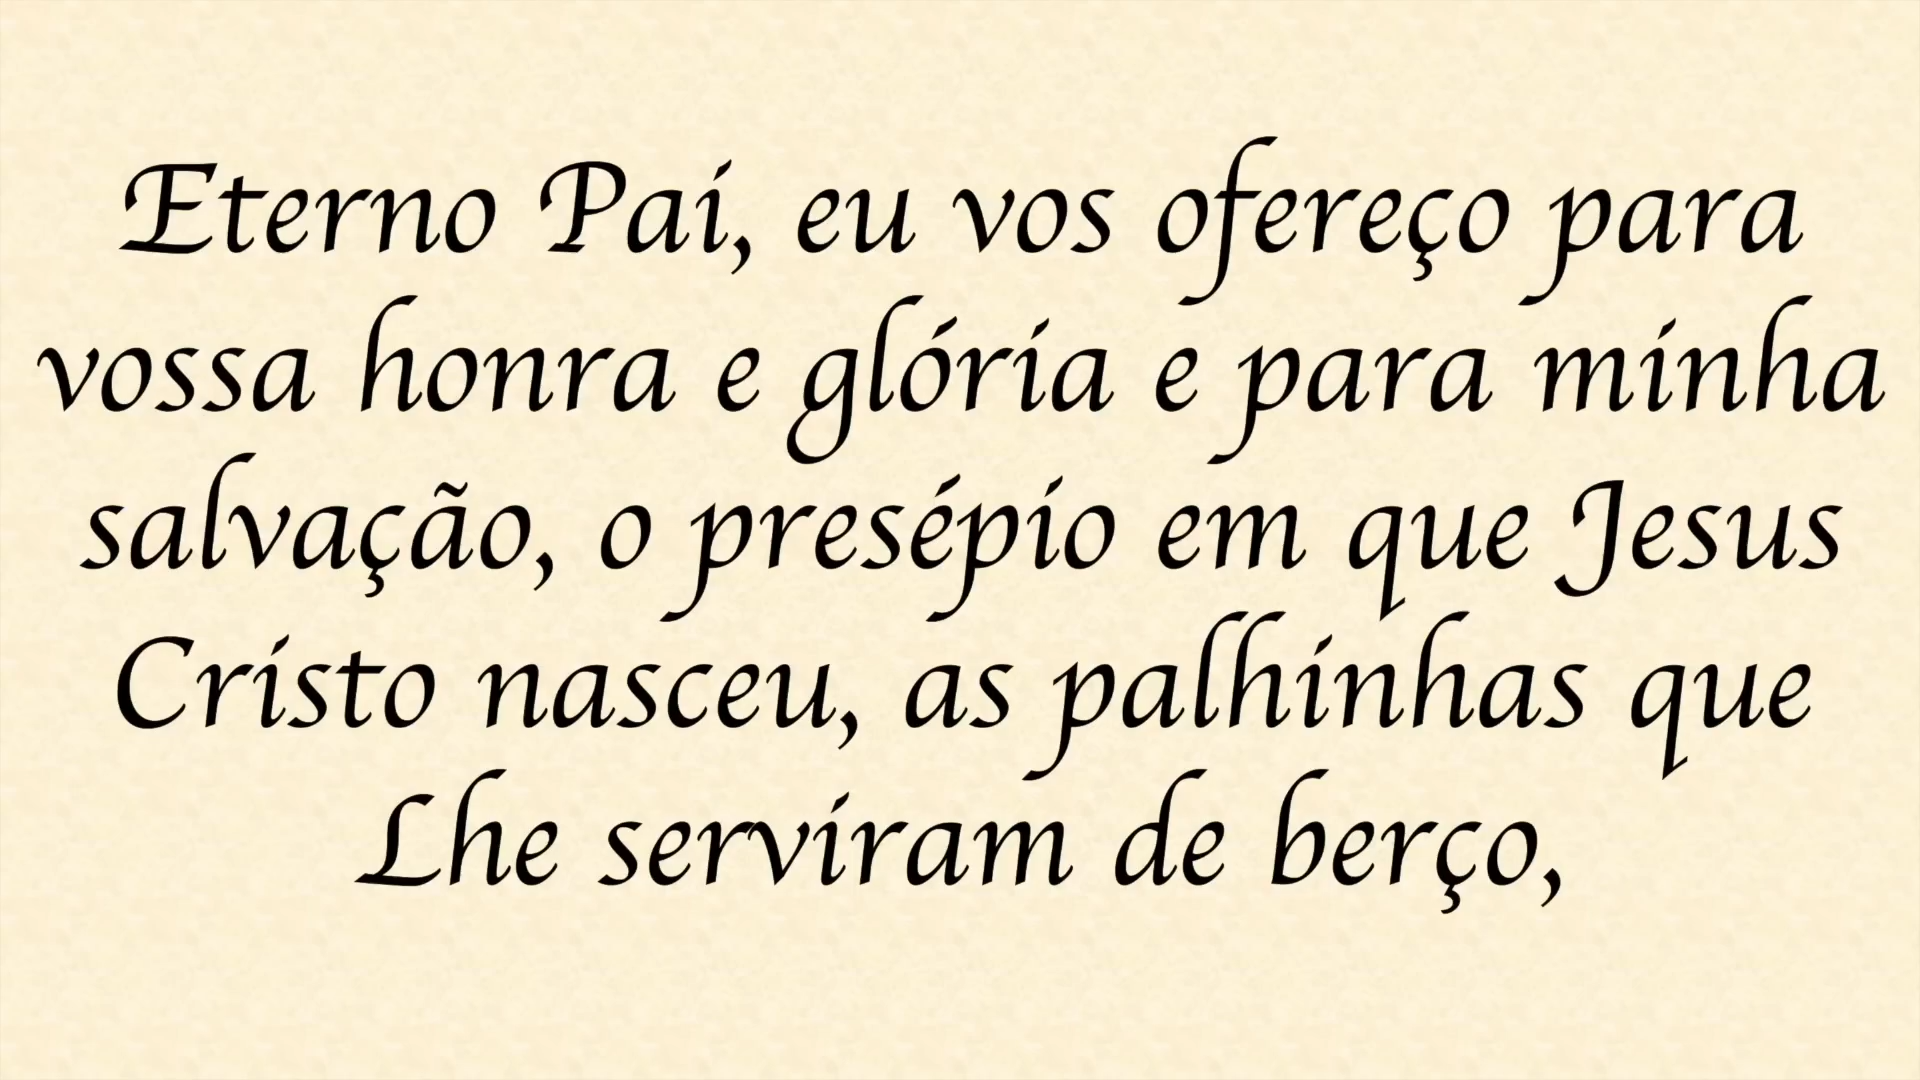 Eterno Pai, eu vos ofereço para
vossa honra e glória e para minha
salvação, o presépio em que Jesus
Cristo nasceu, as palhinhas que
Lhe serviram de berço,